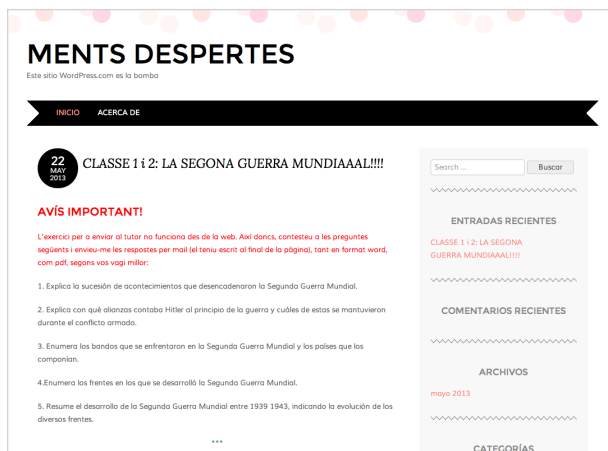 MENTS DESPERTES
Este sitio WordPress.com es la bomba
INICIO ACERCA DE
22
MAY
2013
CLASSE 1 i 2: LA SEGONA GUERRA MUNDIAAAL!!!!
AVÍS IMPORTANT!
L'exercici per a enviar al tutor no funciona des de la web. Així doncs, contesteu a les preguntes
següents i envieu-me les respostes per mail (el teniu escrit al final de la página), tant en format word,
com pdf, segons vos vagi millor:
1. Explica la sucesión de acontecimientos que desencadenaron la Segunda Guerra Mundial.
2. Explica con qué alianzas contaba Hitler al principio de la guerra y cuáles de estas se mantuvieron
durante el conflicto armado.
3. Enumera los bandos que se enfrentaron en la Segunda Guerra Mundial y los países que los
componían.
4.Enumera los frentes en los que se desarrolló la Segunda Guerra Mundial.
5. Resume el desarrollo de la Segunda Guerra Mundial entre 1939 1943, indicando la evolución de los
diversos frentes.
***
Search ... Buscar
ENTRADAS RECIENTES
CLASSE 1 i 2: LA SEGONA
GUERRA MUNDIAAAL!!!!
COMENTARIOS RECIENTES
ARCHIVOS
mayo 2013
CATEGORÍAS